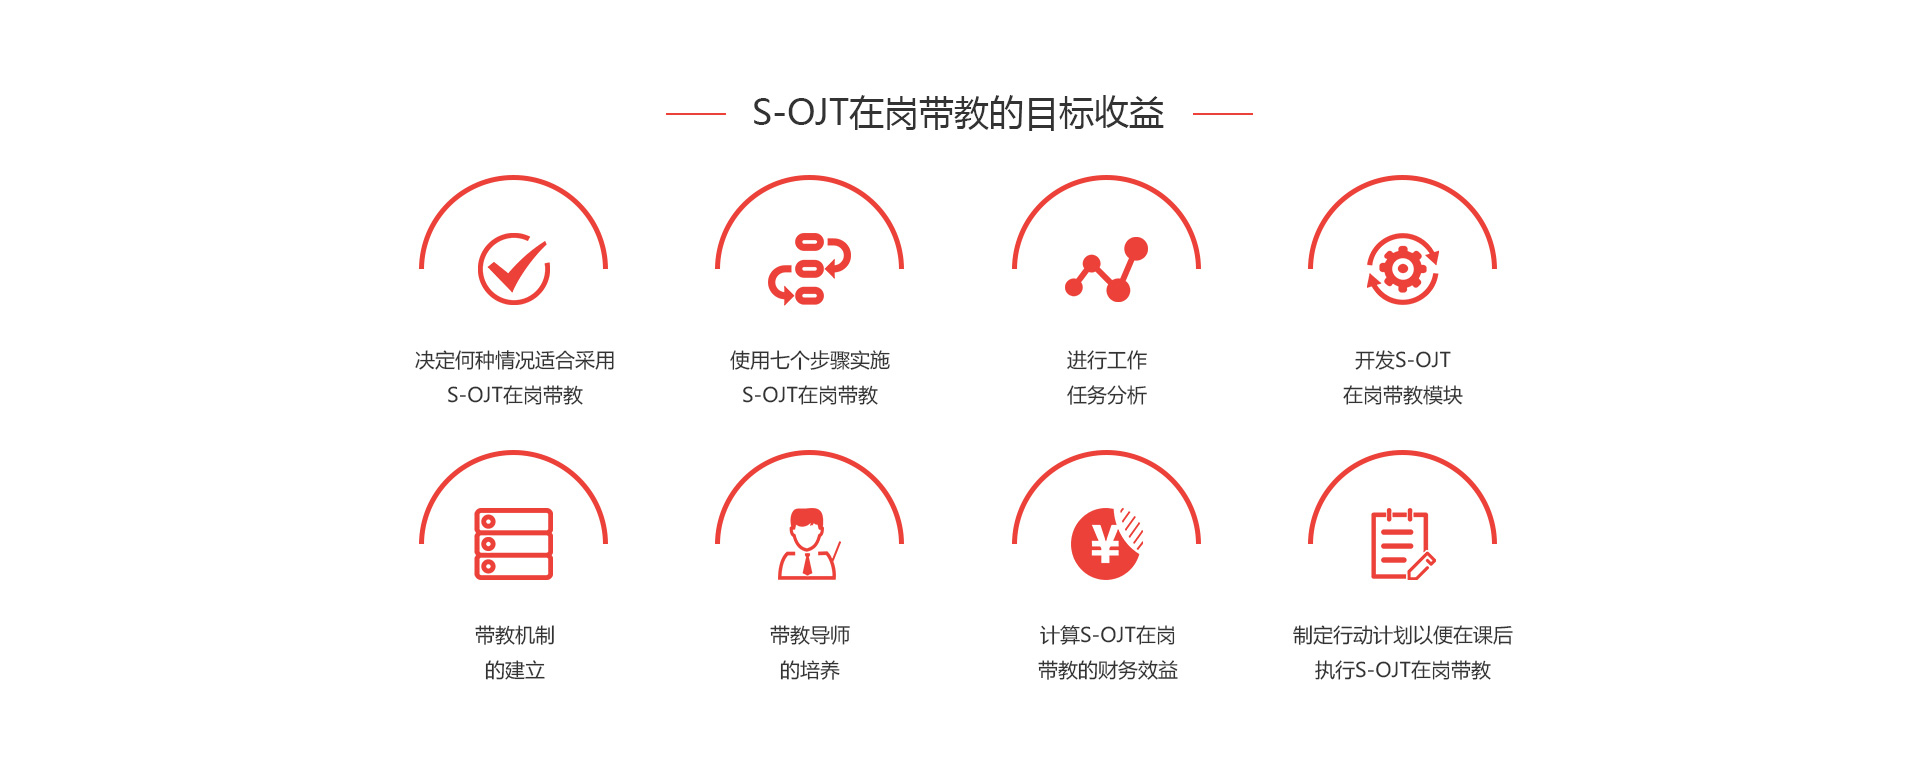 S-OJT在岗带教的目标收益
决定何种情况适合采用
S-OJT在岗带教
使用七个步骤实施
S-OJT在岗带教
进行工作
任务分析
开发S-OJT
在岗带教模块
带教机制
的建立
带教导师
的培养
计算S-OJT在岗
带教的财务效益
制定行动计划以便在课后
执行S-OJT在岗带教